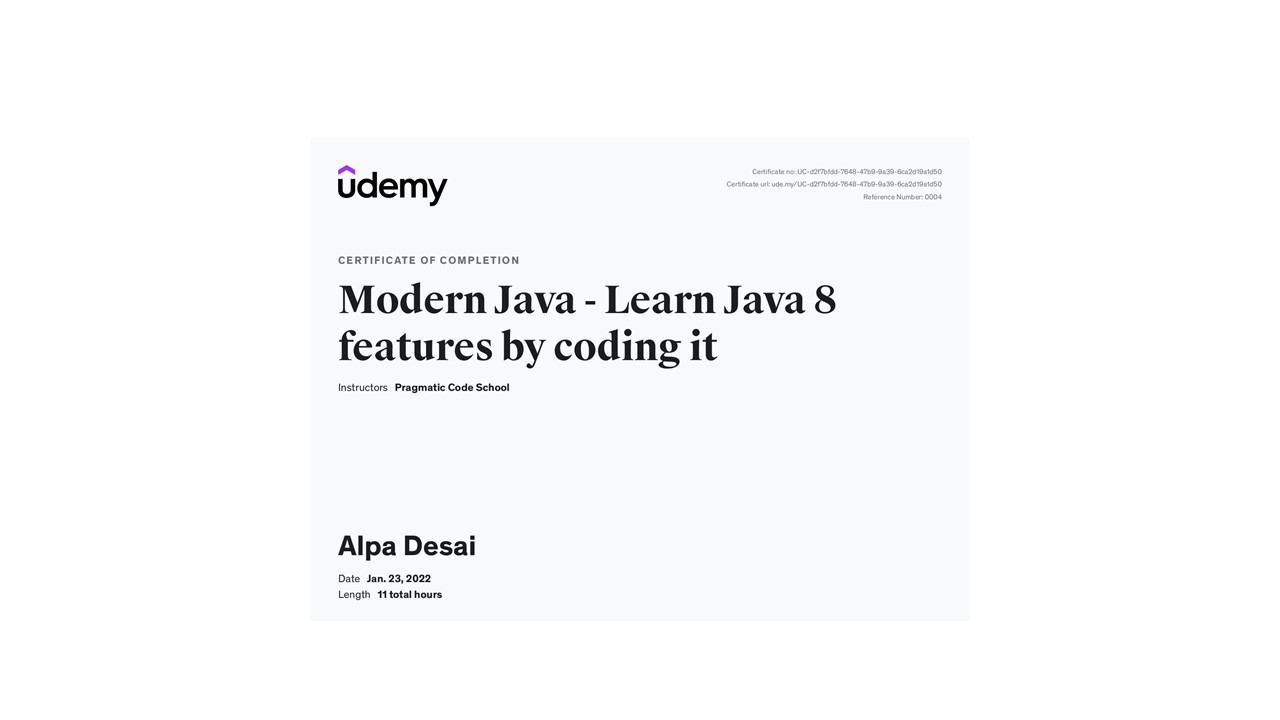 udemy
Certificate no: UC-d2f7bfdd-7648-47b9-9a39-6ca2d19a1d50
Certificate url: ude.my/UC-d2f7bfdd-7648-47b9-9a39-6ca2d19a1d50
Reference Number: 0004
CERTIFICATE OF COMPLETION
Modern Java - Learn Java 8
features by coding it
Instructors Pragmatic Code School
Alpa Desai
Date Jan. 23, 2022
Length 11 total hours